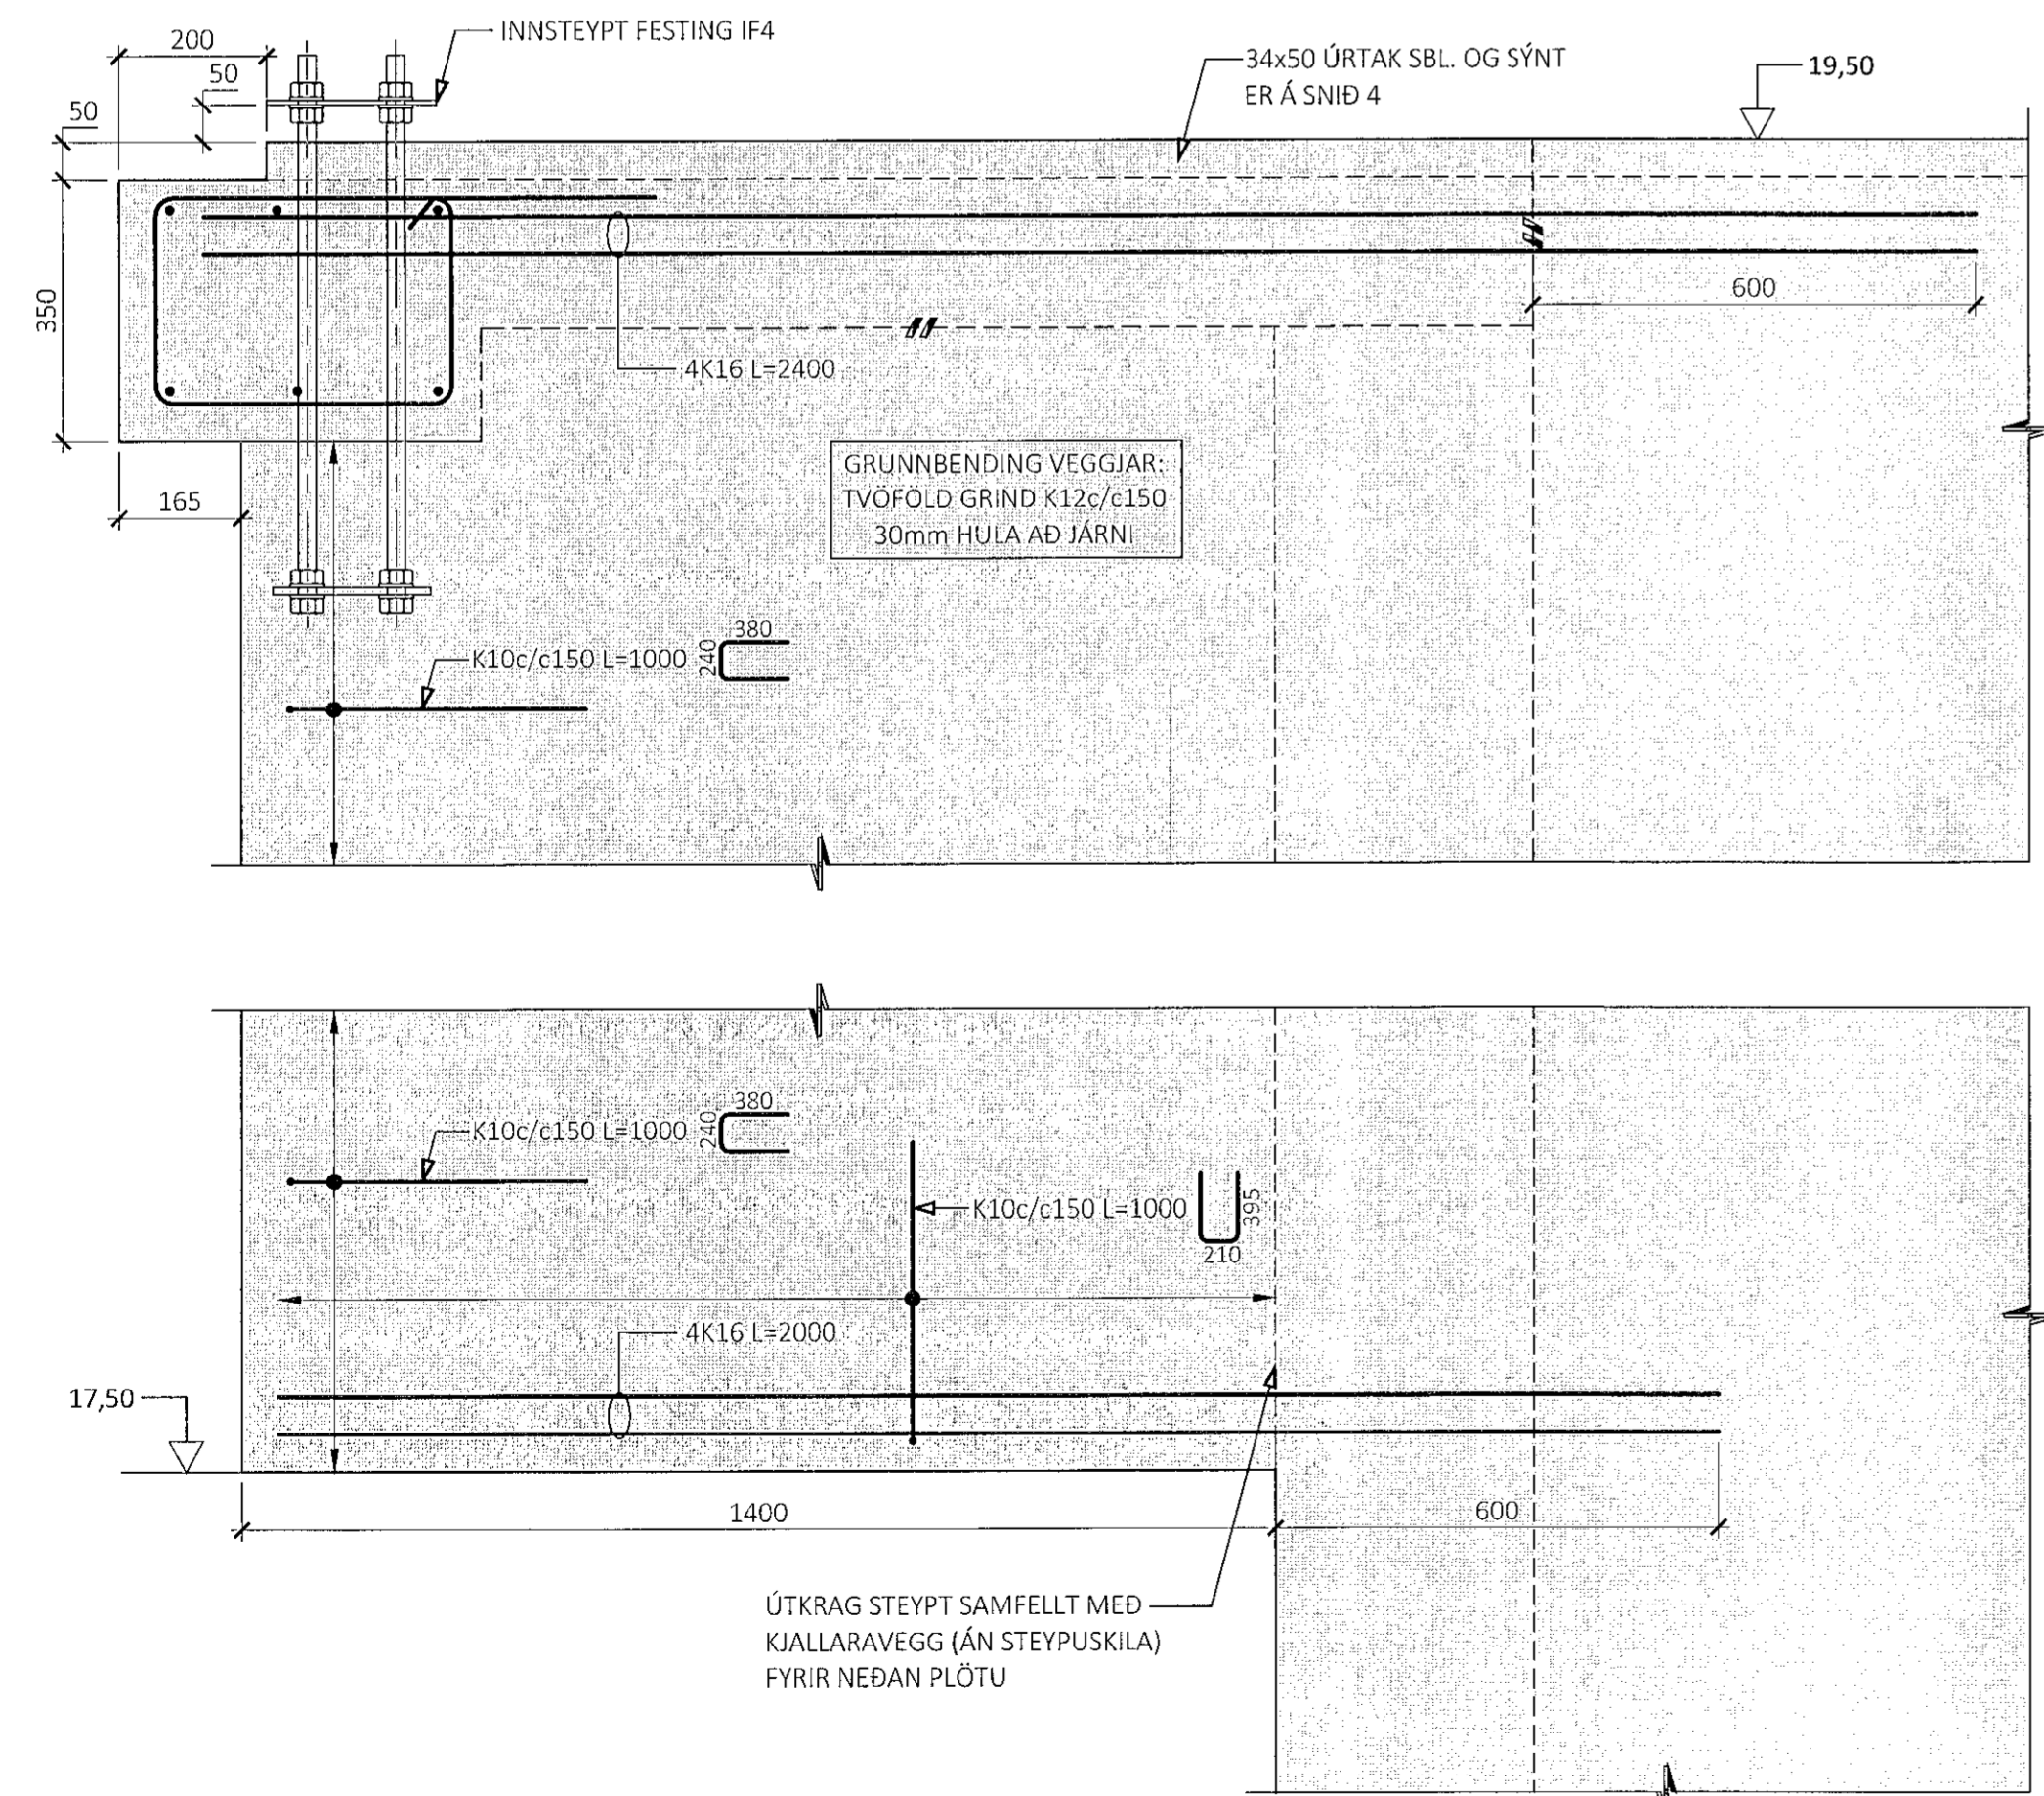 INNSTEYPT FESTING IF4
200
50
50
34x50 ÚRTAK SBL. OG SÝNT
ER Á SNIÐ 4
19,50
350
600
4K16 L=2400
165
GRUNNBENDING VEGGJAR:
TVÖFÖLD GRIND K12c/c150
30mm HULA AÐ JÁRNI
K10c/c150 L=1000
240
380
K10c/c150 L=1000
240
380
K10c/c150 L=1000
395
210
4K16 L=2000
17,50
1400
600
ÚTKRAG STEYPT SAMFELLT MEÐ
KJALLARAVEGG (ÁN STEYPUSKILA)
FYRIR NEÐAN PLÖTU